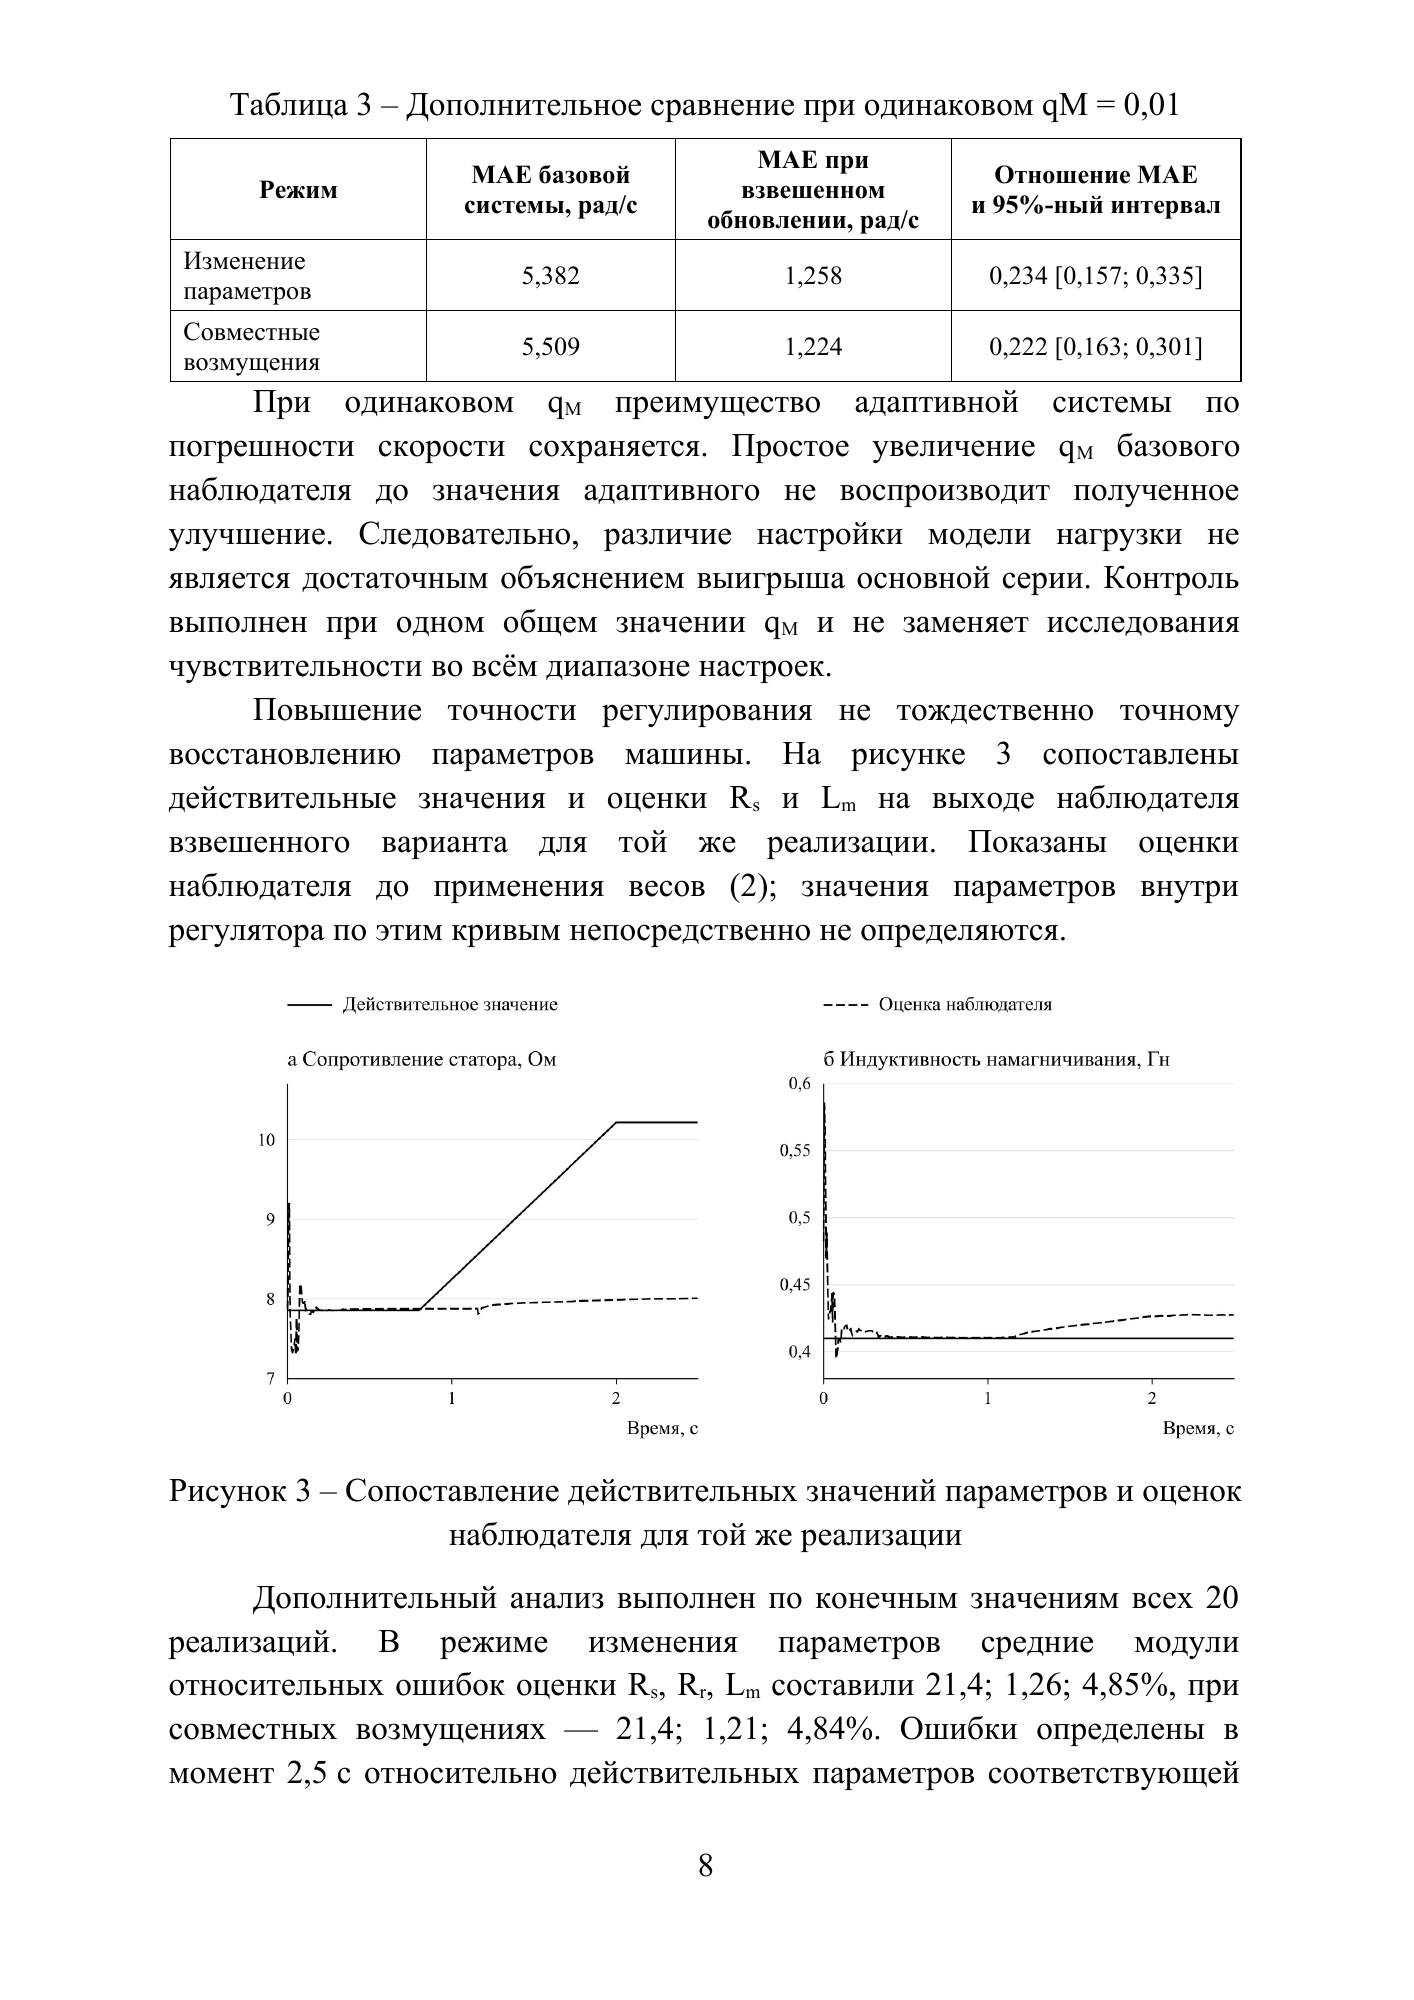 Таблица 3 – Дополнительное сравнение при одинаковом qM = 0,01
Режим
MAE базовой
системы, рад/с
MAE при
взвешенном
обновлении, рад/с
Отношение MAE
и 95%-ный интервал
Изменение
параметров
5,382
1,258
0,234 [0,157; 0,335]
Совместные
возмущения
5,509
1,224
0,222 [0,163; 0,301]
При одинаковом qM преимущество адаптивной системы по
погрешности скорости сохраняется. Простое увеличение qM базового
наблюдателя до значения адаптивного не воспроизводит полученное
улучшение. Следовательно, различие настройки модели нагрузки не
является достаточным объяснением выигрыша основной серии. Контроль
выполнен при одном общем значении qM и не заменяет исследования
чувствительности во всём диапазоне настроек.
Повышение точности регулирования не тождественно точному
восстановлению параметров машины. На рисунке 3 сопоставлены
действительные значения и оценки Rs и Lm на выходе наблюдателя
взвешенного варианта для той же реализации. Показаны оценки
наблюдателя до применения весов (2); значения параметров внутри
регулятора по этим кривым непосредственно не определяются.
Действительное значение
Оценка наблюдателя
а Сопротивление статора, Ом
10
9
8
7
0
1
2
Время, с
б Индуктивность намагничивания, Гн
0,6
0,55
0,5
0,45
0,4
0
1
2
Время, с
Рисунок 3 – Сопоставление действительных значений параметров и оценок
наблюдателя для той же реализации
Дополнительный анализ выполнен по конечным значениям всех 20
реализаций. В режиме изменения параметров средние модули
относительных ошибок оценки Rs, Rr, Lm составили 21,4; 1,26; 4,85%, при
совместных возмущениях — 21,4; 1,21; 4,84%. Ошибки определены в
момент 2,5 с относительно действительных параметров соответствующей
8